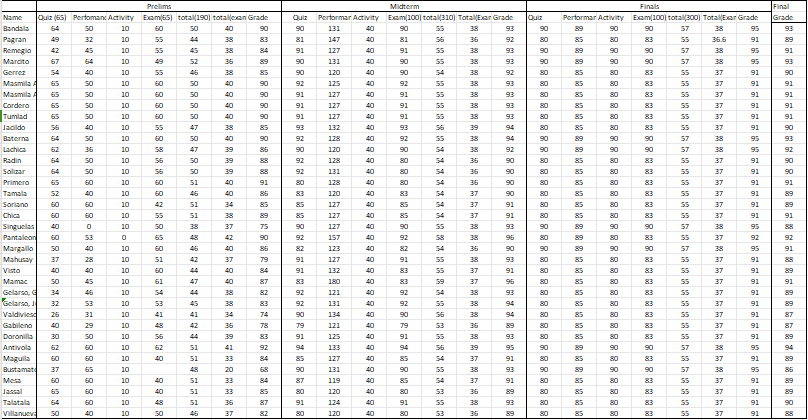 Prelims Midterm Finals Final
Name Quiz (65) Perfoman Activity Exam(65) total(190) total(exan Grade Quiz Performar Activity Exam(100) total(310) Total(Exar Grade Quiz Performar Activity Exam(100) total(300) Total(Exar Grade Grade
Bandala 64 50 10 60 50 40 90 90 131 40 90 55 38 93 90 89 90 90 57 38 95 93
Pagran 49 32 10 55 44 38 83 81 147 40 81 56 36 92 80 85 80 83 55 36.6 91 89
Remegio 42 45 10 55 45 38 84 91 127 40 91 55 38 93 90 89 90 90 57 38 95 91
Marcito 67 64 10 49 52 36 89 90 131 40 90 55 38 93 90 89 90 90 57 38 95 93
Gerrez 54 40 10 55 46 38 85 90 120 40 90 54 38 92 80 85 80 83 55 37 91 90
Masmila A 65 50 10 60 50 40 90 92 125 40 92 55 38 93 80 85 80 83 55 37 91 91
Masmila A 65 50 10 60 50 40 90 91 127 40 91 55 38 93 80 85 80 83 55 37 91 91
Cordero 65 50 10 60 50 40 90 91 127 40 91 55 38 93 80 85 80 83 55 37 91 91
Tumlad 65 50 10 60 50 40 90 91 127 40 91 55 38 93 80 85 80 83 55 37 91 91
Jacildo 56 40 10 55 47 38 85 93 132 40 93 56 39 94 80 85 80 83 55 37 91 90
Baterna 64 50 10 60 50 40 90 92 128 40 92 55 38 94 90 89 90 90 57 38 95 93
Lachica 62 36 10 58 47 39 86 90 120 40 80 54 38 92 90 89 90 90 57 38 95 92
Radin 64 50 10 56 50 39 88 92 128 40 80 54 36 90 80 85 80 83 55 37 91 90
Solizar 64 50 10 56 50 39 88 92 131 40 80 54 36 90 80 85 80 83 55 37 91 90
Primero 65 60 10 60 51 40 91 80 128 40 80 54 36 90 80 85 80 83 55 37 91 91
Tamala 52 40 10 60 46 40 86 83 120 40 83 54 37 90 80 85 80 83 55 37 91 89
Soriano 65 60 10 42 51 34 85 85 127 40 85 54 37 91 80 85 80 83 55 37 91 89
Chica 60 60 10 55 51 38 89 85 127 40 85 54 37 91 80 85 80 83 55 37 91 91
Singuelas 40 0 10 50 38 37 75 90 127 40 90 55 38 93 90 89 90 90 57 38 95 88
Pantaleon 60 53 0 65 48 42 90 92 157 40 92 58 38 96 80 89 80 83 55 37 92 92
Margallo 50 40 10 60 46 40 86 82 123 40 82 54 36 90 90 89 90 90 57 38 95 91
Mahusay 37 28 10 51 42 37 79 91 127 40 91 55 38 93 80 85 80 83 55 37 91 88
Visto 40 40 10 60 44 40 84 91 132 40 83 55 37 91 80 85 80 83 55 37 91 89
Mamac 50 45 10 61 47 40 87 83 180 40 83 59 37 96 80 85 80 83 55 37 91 91
Gelarso, G 34 46 10 54 44 38 82 92 121 40 92 54 38 93 80 85 80 83 55 37 91 89
Gelarso, J 32 53 10 53 45 38 83 92 131 40 92 55 38 94 80 85 80 83 55 37 91 89
Valdivieso 26 31 10 41 41 34 74 90 134 40 90 56 38 94 80 85 80 83 55 37 91 87
Gabileno 40 29 10 48 42 36 78 79 121 40 79 53 36 89 80 85 80 83 55 37 91 87
Doronilla 30 50 10 56 44 39 83 91 125 40 91 55 38 93 80 85 80 83 55 37 91 89
Antivola 62 60 10 62 51 41 92 94 133 40 94 56 39 95 90 89 90 90 57 38 95 94
Maguila 60 60 10 40 51 33 84 85 127 40 85 54 37 91 80 85 80 83 55 37 91 89
Bustamat 37 65 10 48 20 68 90 131 40 90 55 38 93 90 89 90 90 57 38 95 86
Mesa 60 60 10 40 51 33 84 87 119 40 85 54 37 91 80 85 80 83 55 37 91 89
Jassal 65 60 10 40 51 33 85 80 120 40 80 53 36 89 80 85 80 83 55 37 91 89
Talatala 64 60 10 48 51 36 87 91 124 40 91 55 38 93 80 85 80 83 55 37 91 90
Villanueva 50 40 10 50 46 37 82 80 120 40 80 53 36 89 80 85 80 83 55 37 91 88